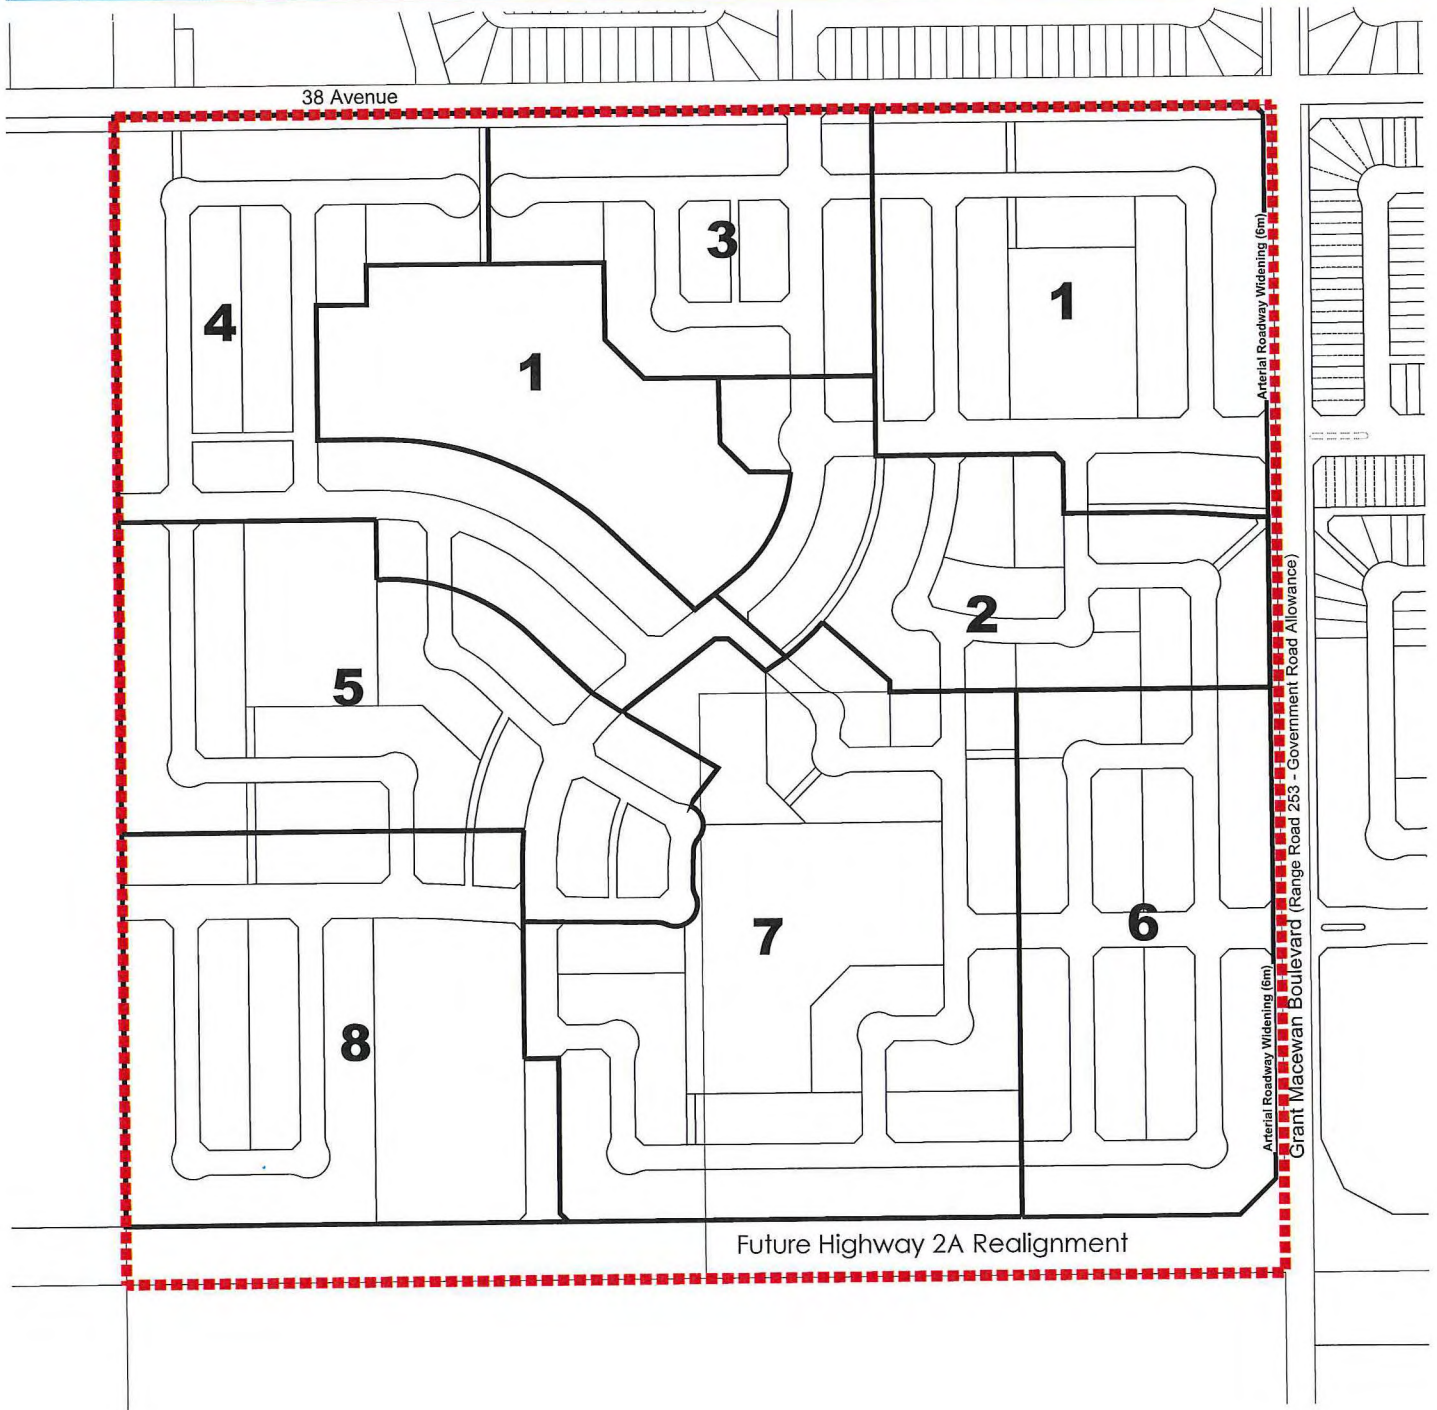 38 Avenue
3
1
4
1
Arterial Roadway Widening (6m)
2
5
Grant Macewan Boulevard (Range Road 253 - Government Road Allowance)
6
7
8
Arterial Roadway Widening (6m)
Future Highway 2A Realignment